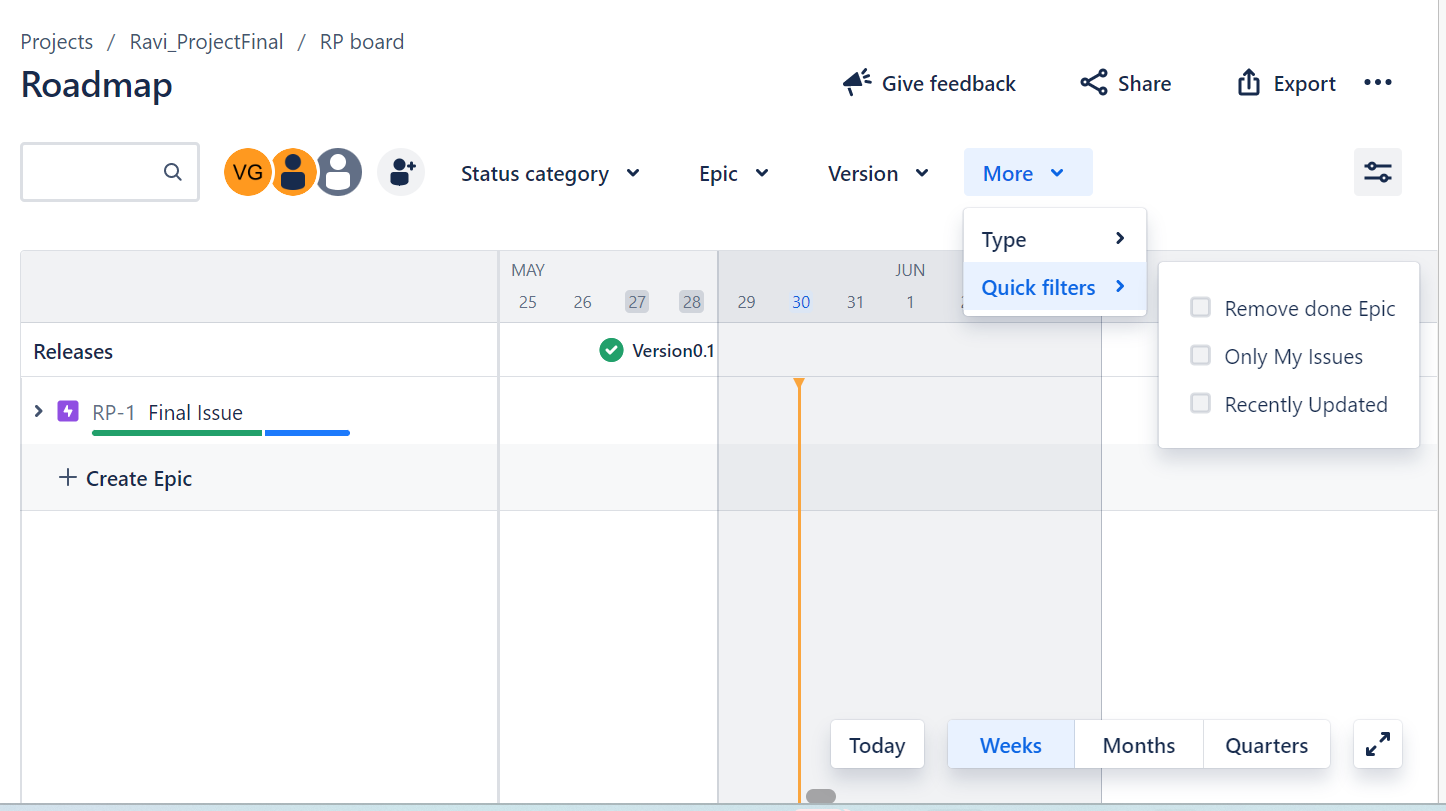 Projects / Ravi_ProjectFinal / RP board
Roadmap
Give feedback
Share
Export
VG
Status category
Epic
Version
More
Type
Quick filters
Remove done Epic
Only My Issues
Recently Updated
MAY
JUN
25 26 27 28 29 30 31 1
Releases
Version0.1
RP-1 Final Issue
+ Create Epic
Today
Weeks
Months
Quarters